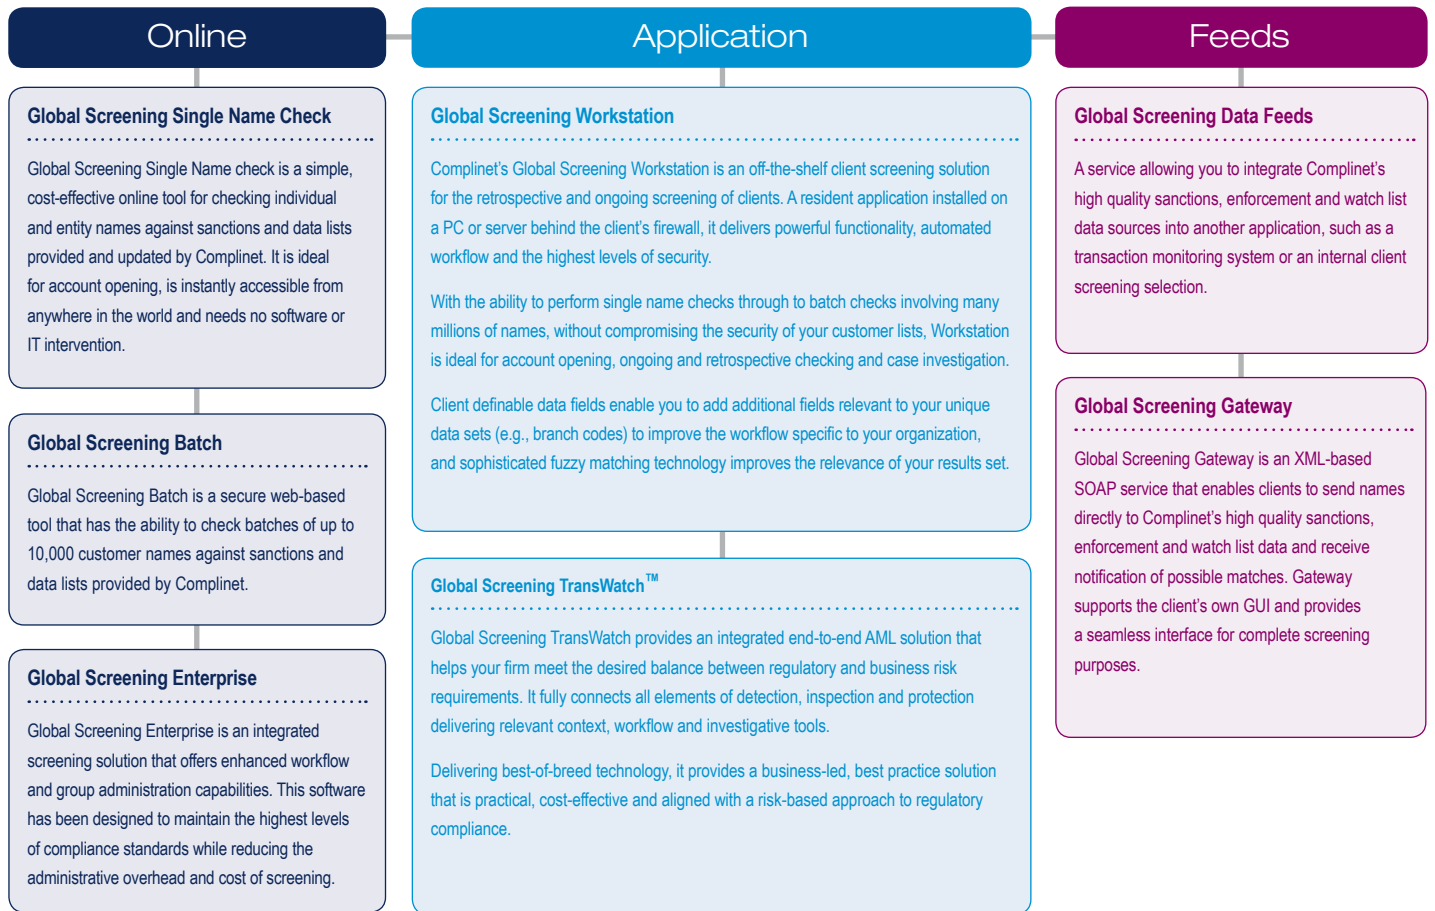 Online
Global Screening Single Name Check
Global Screening Single Name check is a simple,
cost-effective online tool for checking individual
and entity names against sanctions and data lists
provided and updated by Complinet. It is ideal
for account opening, is instantly accessible from
anywhere in the world and needs no software or
IT intervention.
Global Screening Batch
Global Screening Batch is a secure web-based
tool that has the ability to check batches of up to
10,000 customer names against sanctions and
data lists provided by Complinet.
Global Screening Enterprise
Global Screening Enterprise is an integrated
screening solution that offers enhanced workflow
and group administration capabilities. This software
has been designed to maintain the highest levels
of compliance standards while reducing the
administrative overhead and cost of screening.
Application
Global Screening Workstation
Complinet’s Global Screening Workstation is an off-the-shelf client screening solution
for the retrospective and ongoing screening of clients. A resident application installed on
a PC or server behind the client’s firewall, it delivers powerful functionality, automated
workflow and the highest levels of security.
With the ability to perform single name checks through to batch checks involving many
millions of names, without compromising the security of your customer lists, Workstation
is ideal for account opening, ongoing and retrospective checking and case investigation.
Client definable data fields enable you to add additional fields relevant to your unique
data sets (e.g., branch codes) to improve the workflow specific to your organization,
and sophisticated fuzzy matching technology improves the relevance of your results set.
Global Screening TransWatch™
Global Screening TransWatch provides an integrated end-to-end AML solution that
helps your firm meet the desired balance between regulatory and business risk
requirements. It fully connects all elements of detection, inspection and protection
delivering relevant context, workflow and investigative tools.
Delivering best-of-breed technology, it provides a business-led, best practice solution
that is practical, cost-effective and aligned with a risk-based approach to regulatory
compliance.
Feeds
Global Screening Data Feeds
A service allowing you to integrate Complinet’s
high quality sanctions, enforcement and watch list
data sources into another application, such as a
transaction monitoring system or an internal client
screening selection.
Global Screening Gateway
Global Screening Gateway is an XML-based
SOAP service that enables clients to send names
directly to Complinet’s high quality sanctions,
enforcement and watch list data and receive
notification of possible matches. Gateway
supports the client’s own GUI and provides
a seamless interface for complete screening
purposes.